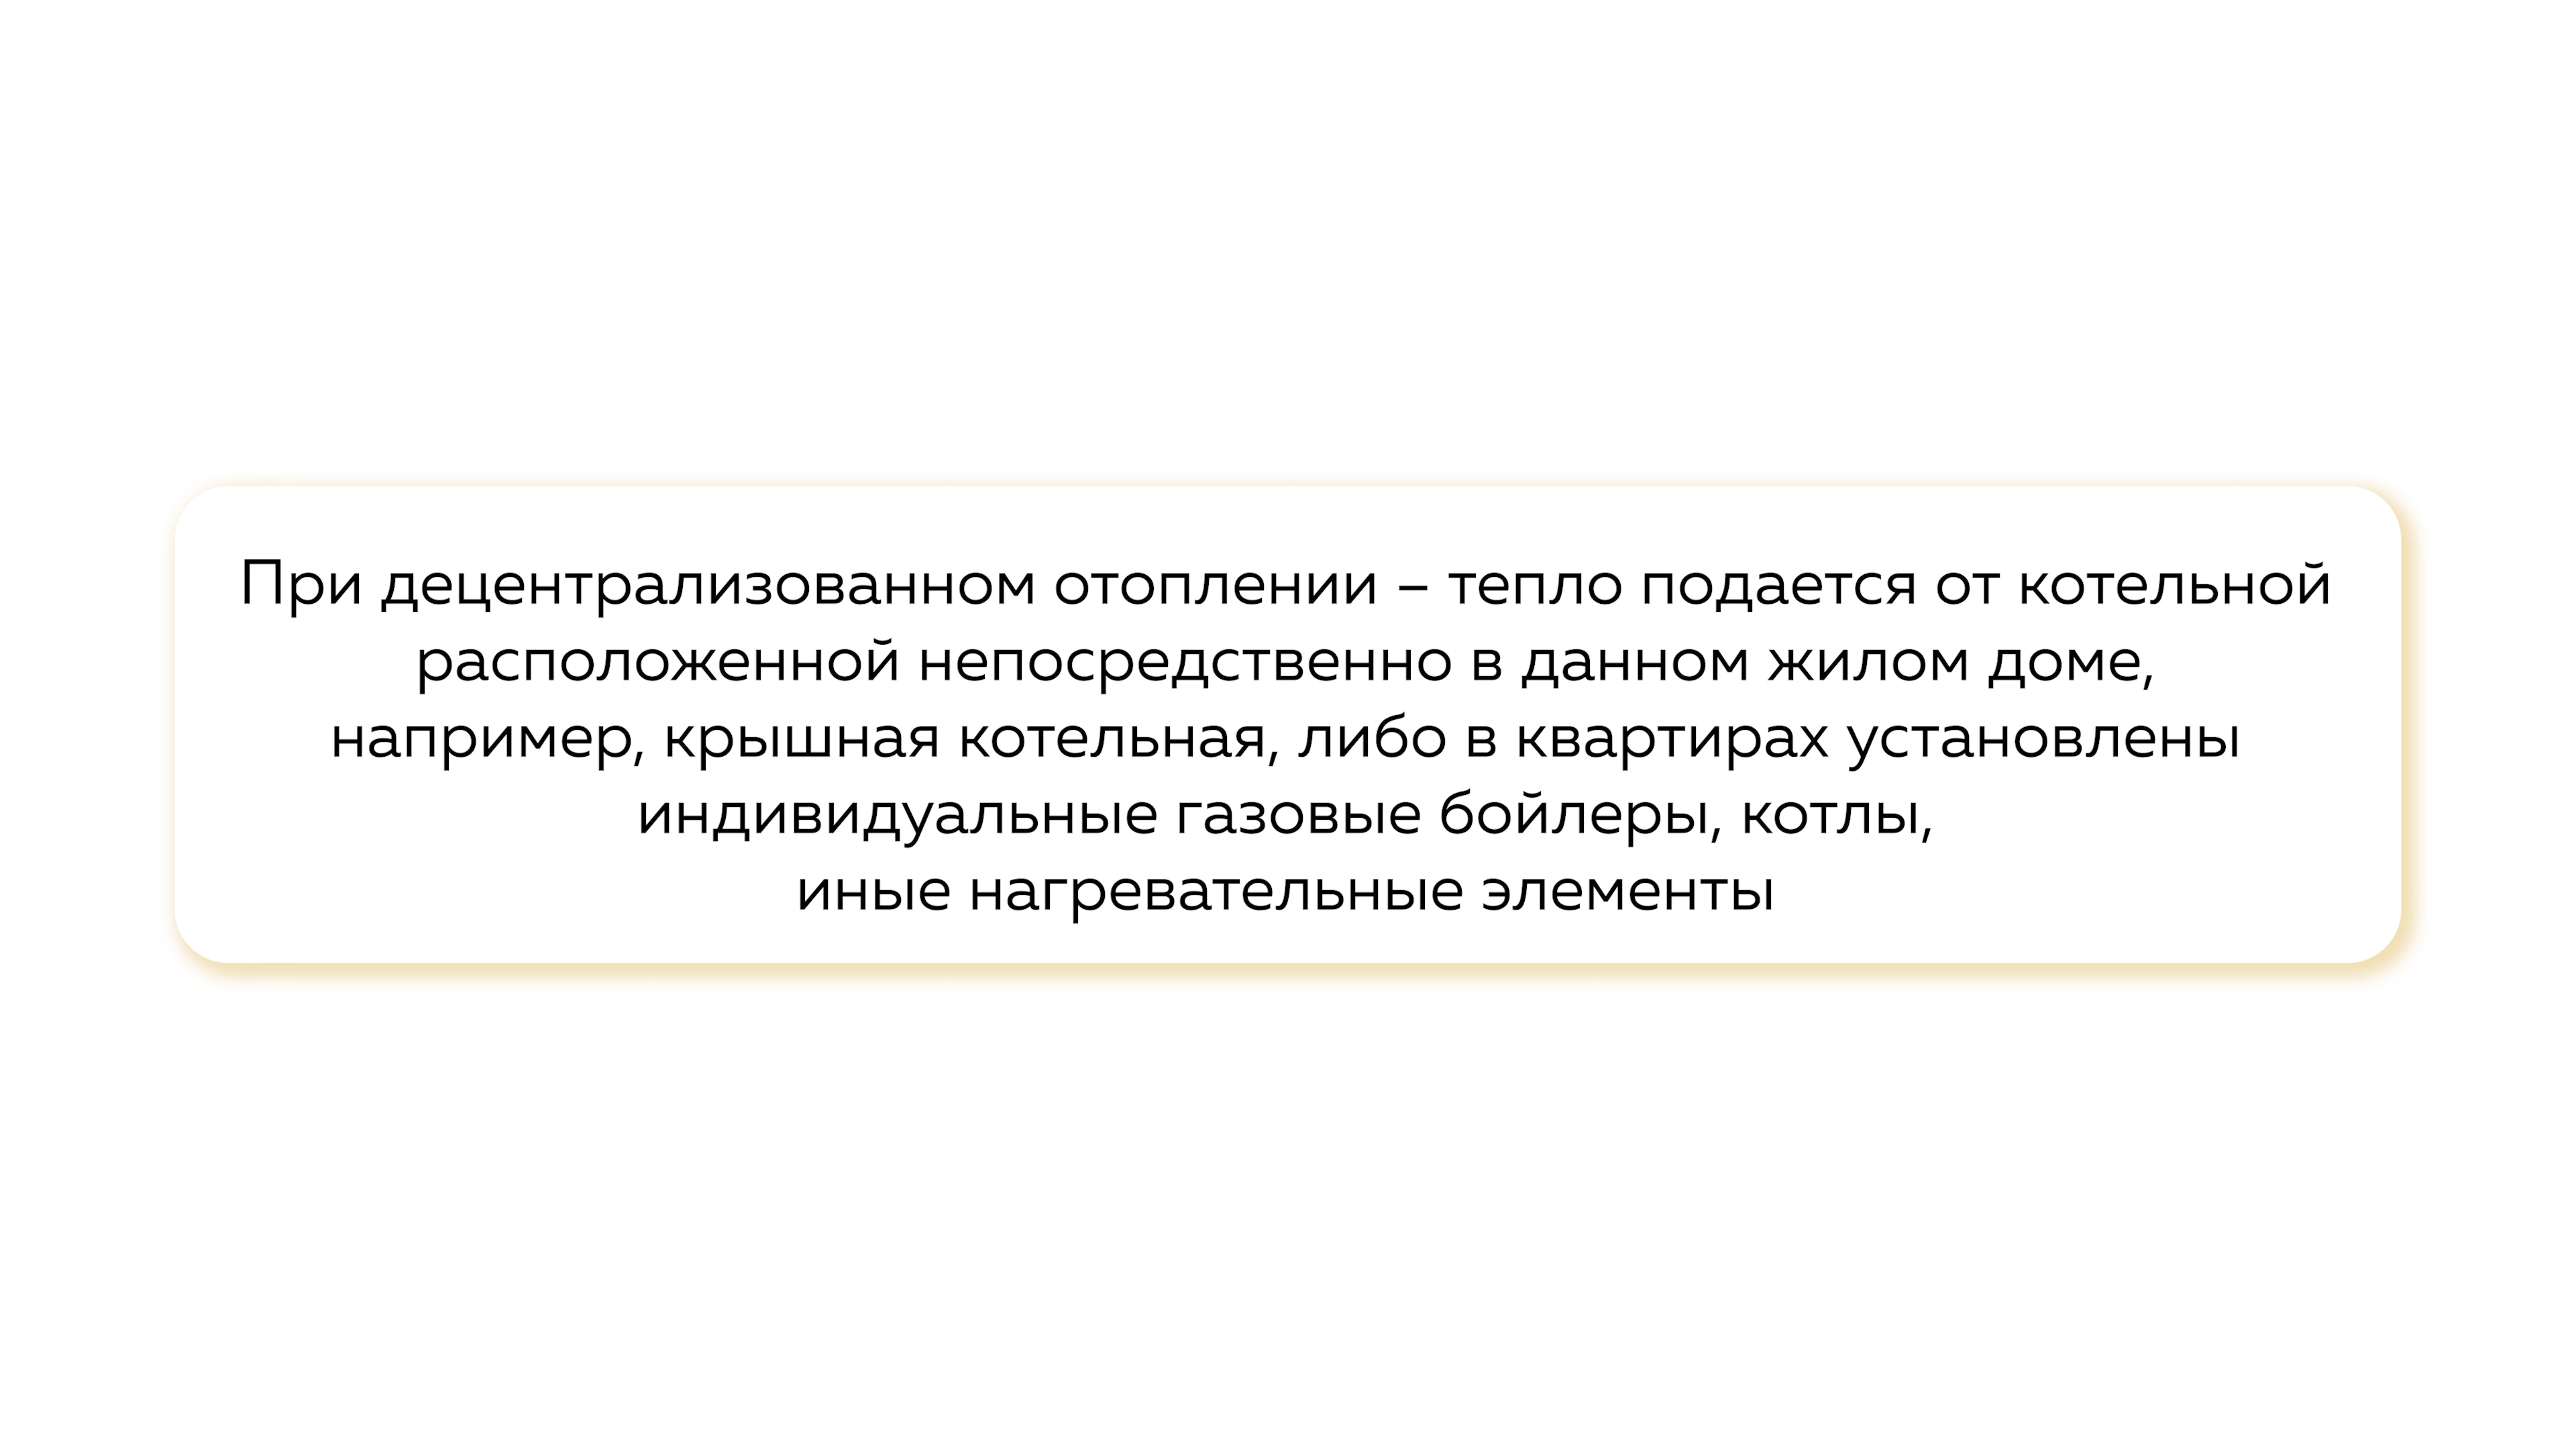 При децентрализованном отоплении – тепло подается от котельной
расположенной непосредственно в данном жилом доме,
например, крышная котельная, либо в квартирах установлены
индивидуальные газовые бойлеры, котлы,
иные нагревательные элементы